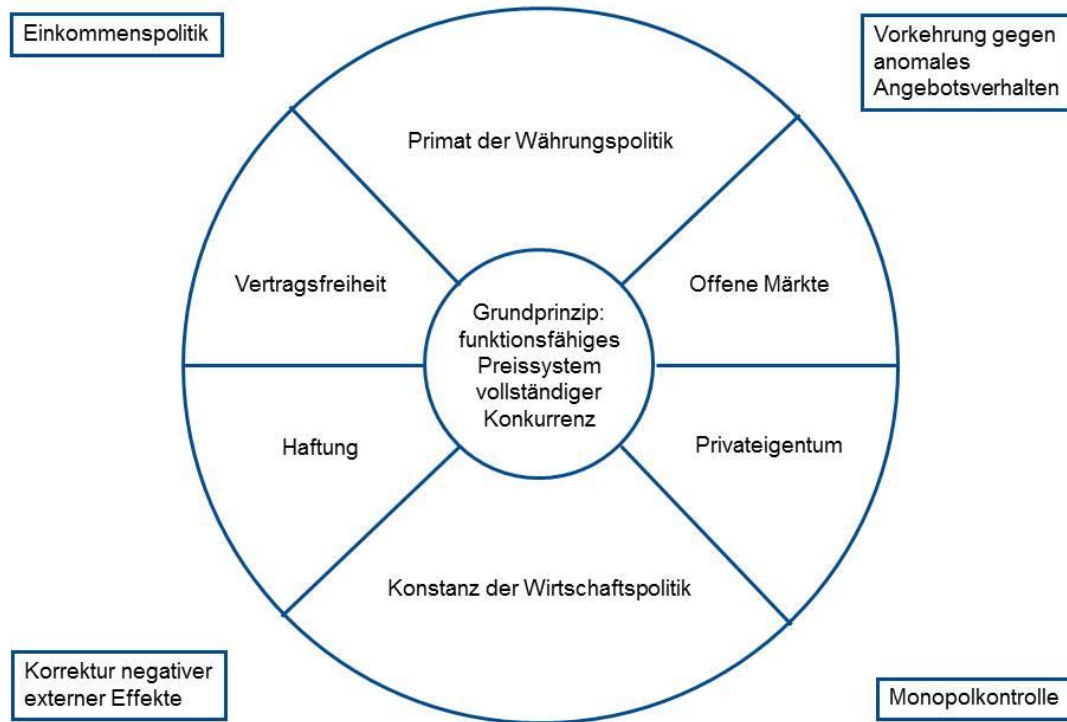 Einkommenspolitik
Vorkehrung gegen
anomales
Angebotsverhalten
Primat der Währungspolitik
Vertragsfreiheit
Offene Märkte
Grundprinzip:
funktionsfähiges
Preissystem
vollständiger
Konkurrenz
Haftung
Privateigentum
Konstanz der Wirtschaftspolitik
Korrektur negativer
externer Effekte
Monopolkontrolle